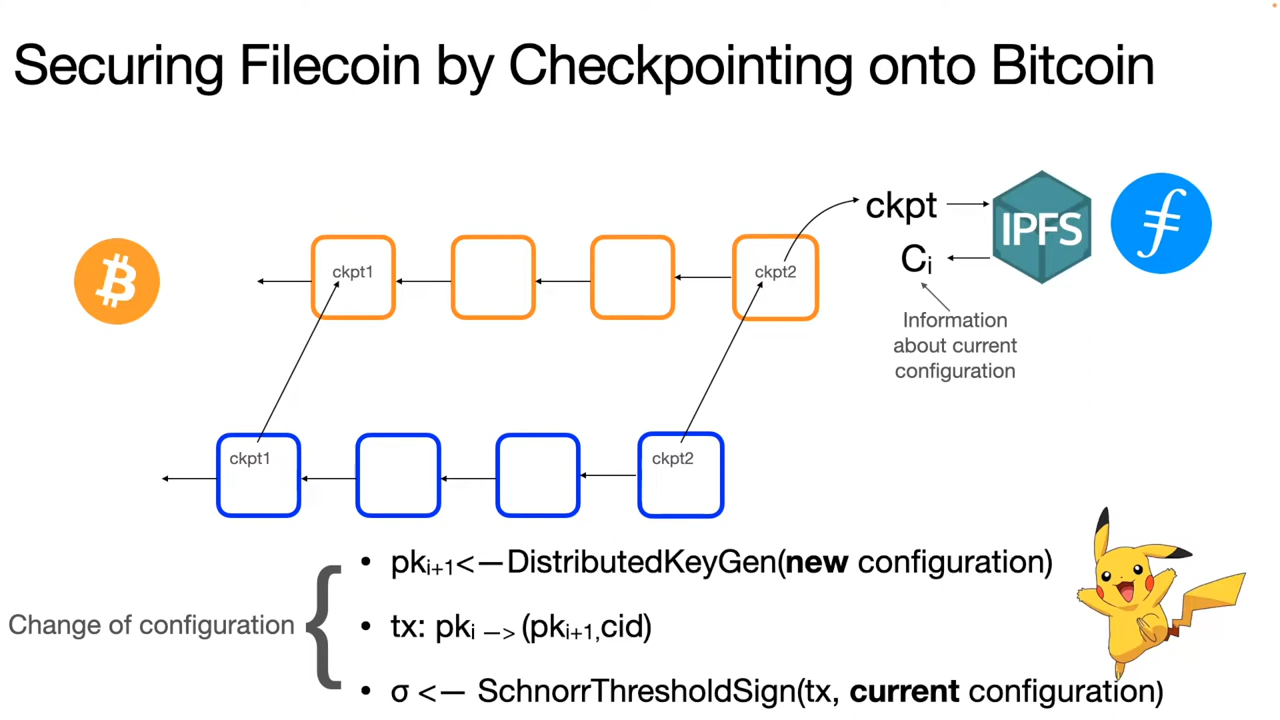 Securing Filecoin by Checkpointing onto Bitcoin
ckpt
IPFS
Ci
Information
about current
configuration
ckpt1
ckpt2
ckpt1
ckpt2
Change of configuration
• pki+1<—DistributedKeyGen(new configuration)
• tx: pki —> (pki+1,cid)
• σ <— SchnorrThresholdSign(tx, current configuration)